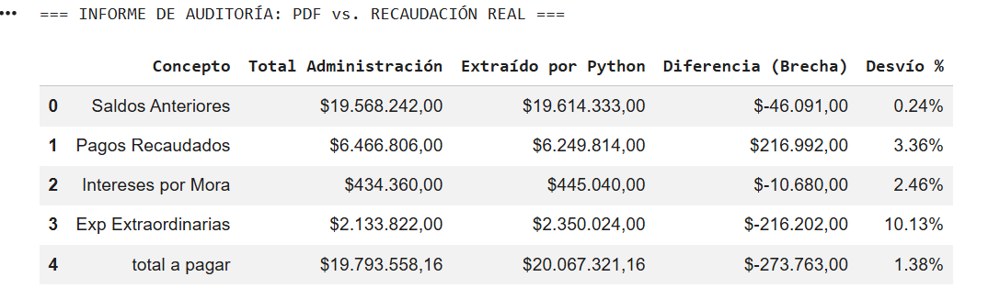 === INFORME DE AUDITORÍA: PDF vs. RECAUDACIÓN REAL ===
Concepto Total Administración Extraído por Python Diferencia (Brecha) Desvío %
0 Saldos Anteriores $19.568.242,00 $19.614.333,00 $-46.091,00 0.24%
1 Pagos Recaudados $6.466.806,00 $6.249.814,00 $216.992,00 3.36%
2 Intereses por Mora $434.360,00 $445.040,00 $-10.680,00 2.46%
3 Exp Extraordinarias $2.133.822,00 $2.350.024,00 $-216.202,00 10.13%
4 total a pagar $19.793.558,16 $20.067.321,16 $-273.763,00 1.38%